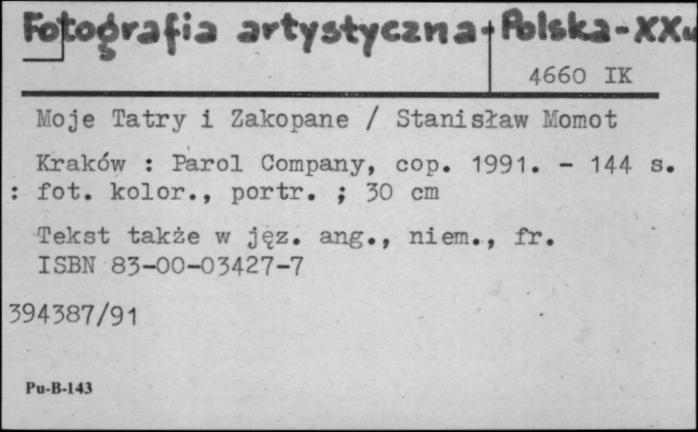 Fotografia artystyczna - Polska - XX w
4660 IK
Moje Tatry i Zakopane / Stanisław Momot
Kraków : Parol Company, cop. 1991. - 144 s.
: fot. kolor., portr. ; 30 cm
Tekst także w jęz. ang., niem., fr.
ISBN 83-00-03427-7
394387/91
Pu-B-143